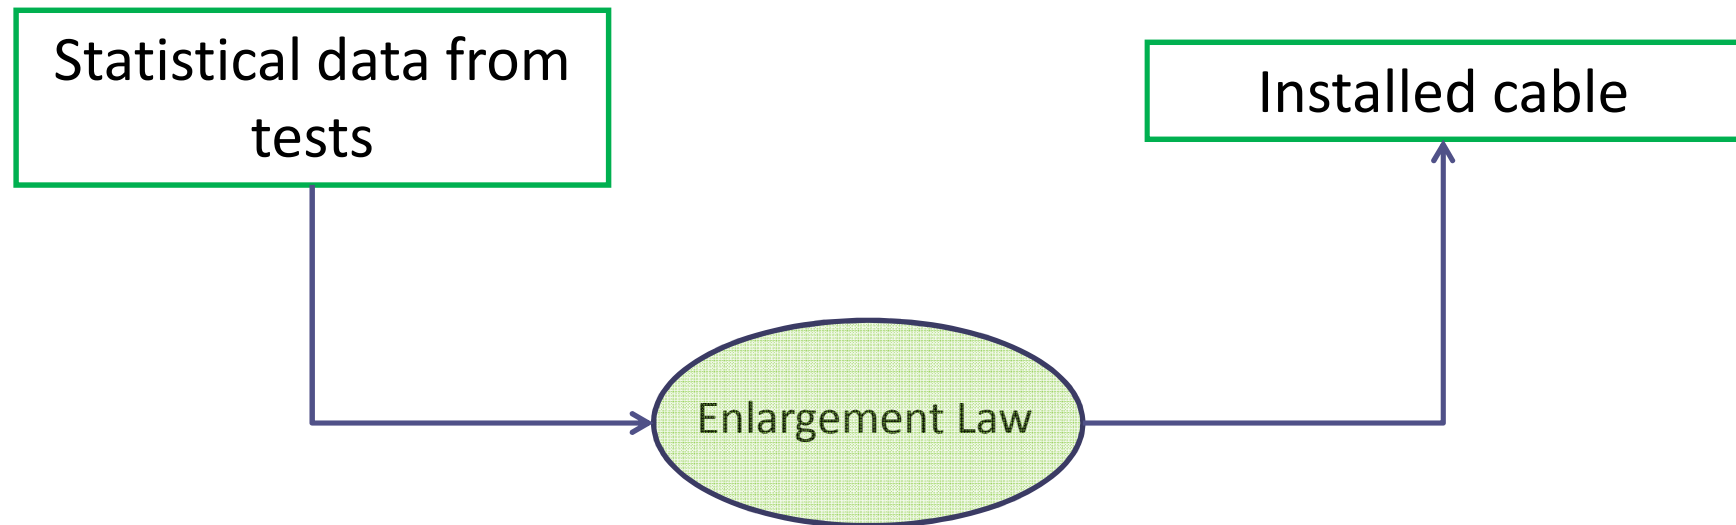 Statistical data from
tests
Installed cable
Enlargement Law